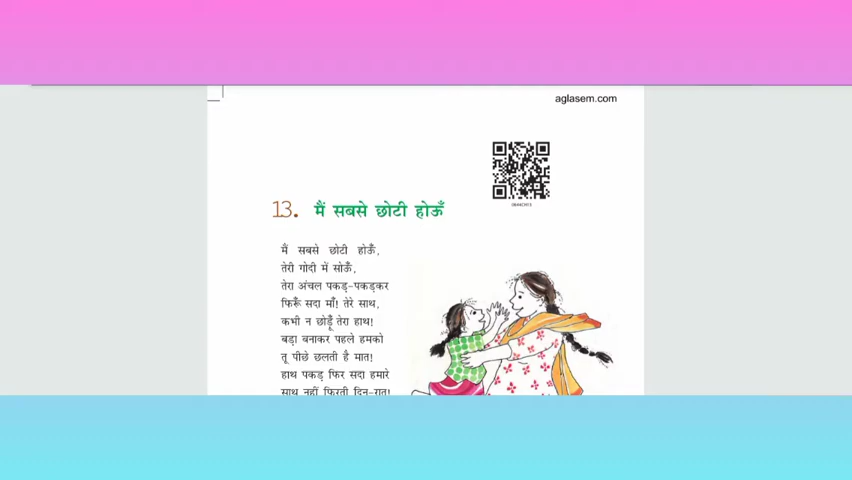 aglasem.com
13. मैं सबसे छोटी होऊँ
मैं सबसे छोटी होऊँ,
तेरी गोदी में सोऊँ,
तेरा अंचल पकड़-पकड़कर
फिरूँ सदा माँ! तेरे साथ,
कभी न छोड़ूँ तेरा हाथ!
बड़ा बनाकर पहले हमको
तू पीछे छलती है मात!
हाथ पकड़ फिर सदा हमारे
साथ नहीं फिरती दिन-रात!